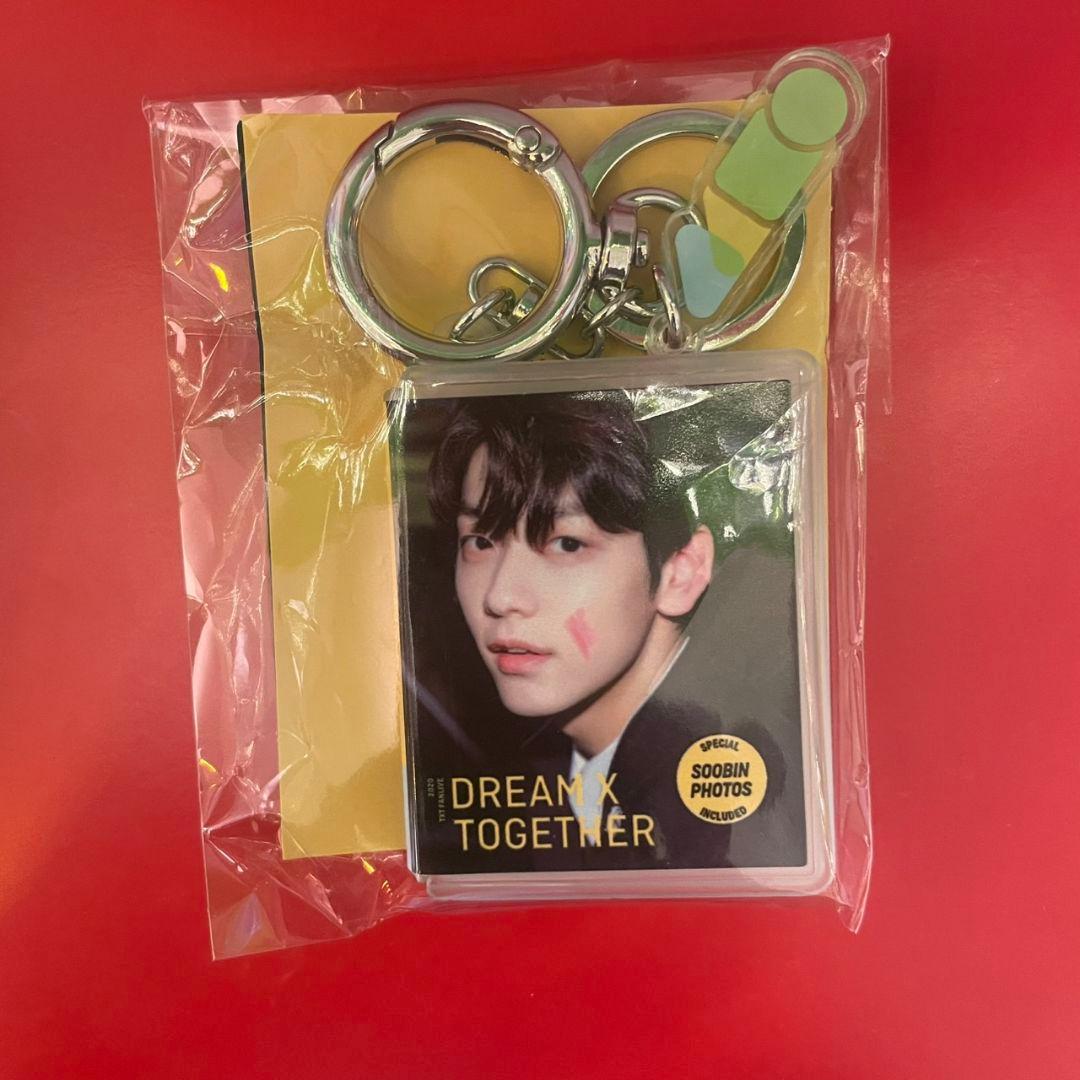 2020
TXT FANLIVE
DREAM X
TOGETHER
SPECIAL
SOOBIN
PHOTOS
INCLUDED